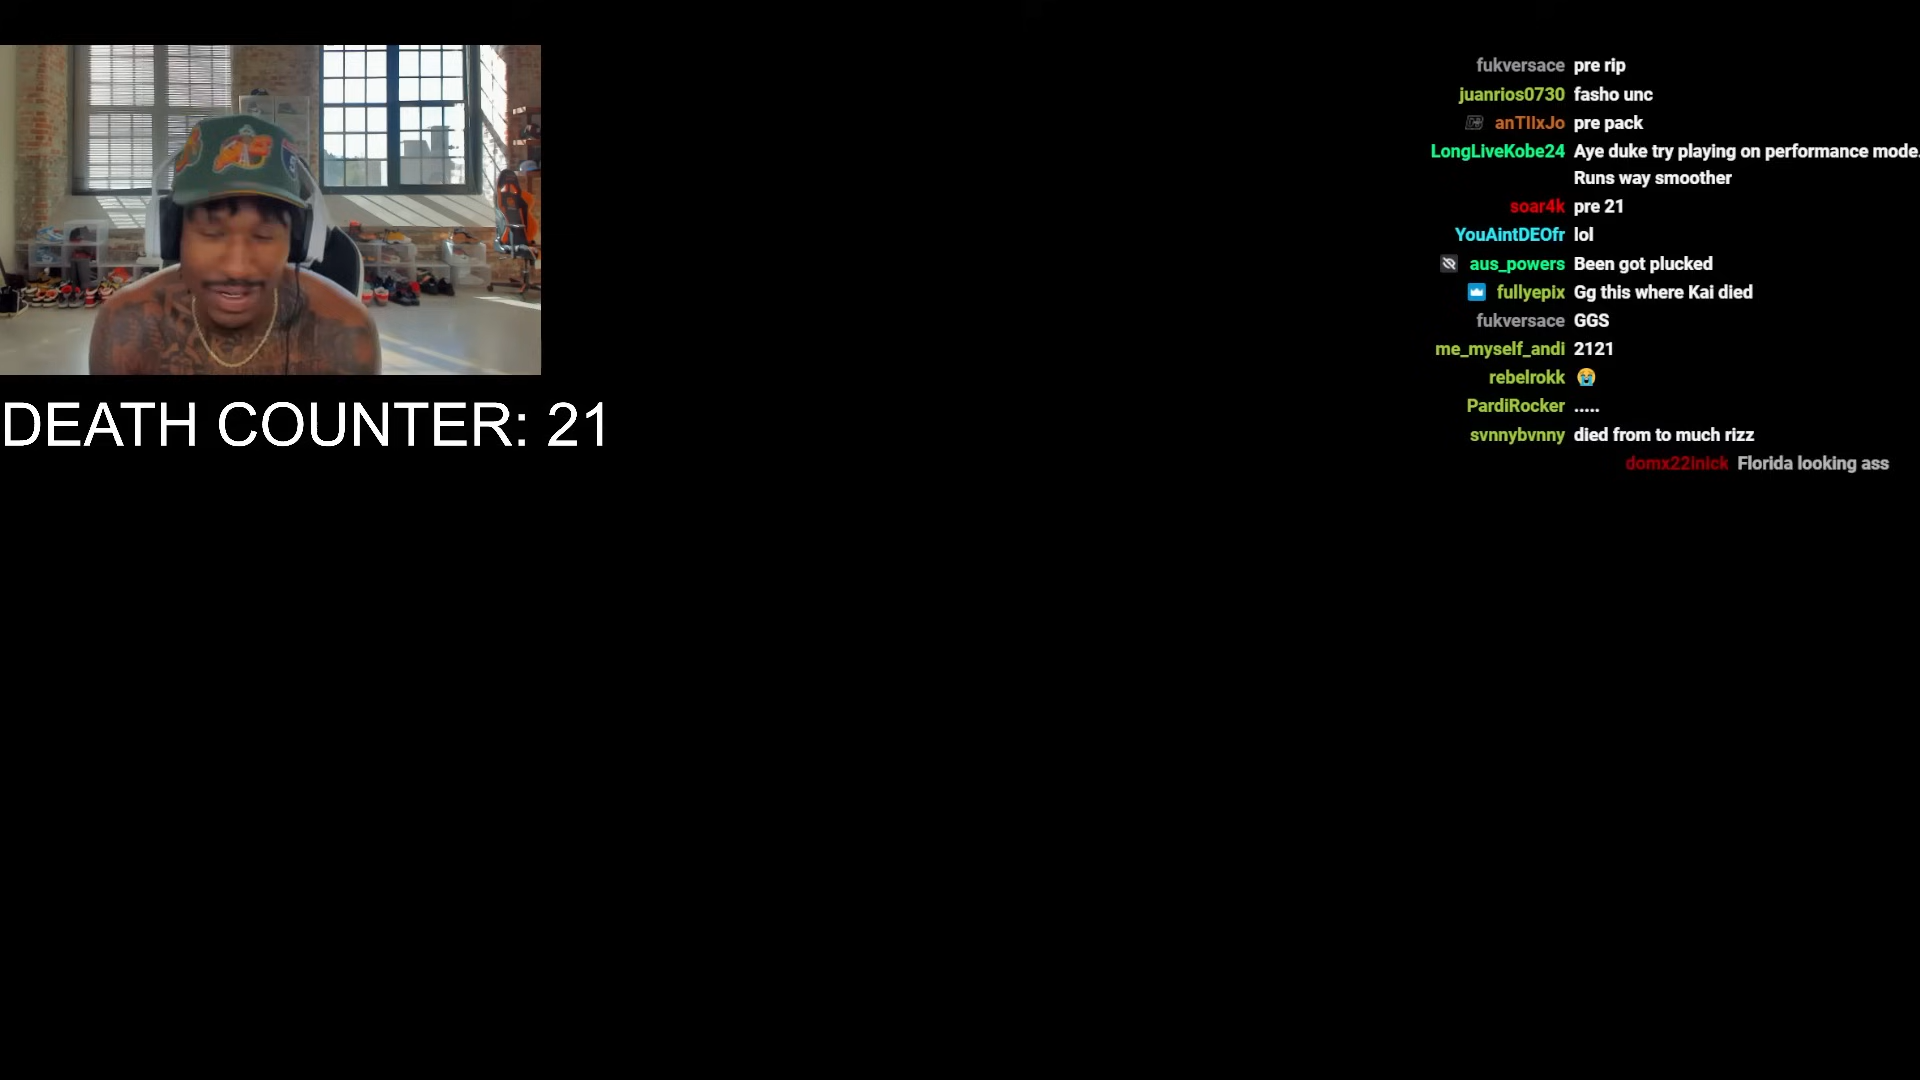 fukversace pre rip
juanrios0730 fasho unc
anTIIxJo pre pack
LongLiveKobe24 Aye duke try playing on performance mode.
Runs way smoother
soar4k pre 21
YouAintDEOfr lol
aus_powers Been got plucked
fullyepix Gg this where Kai died
fukversace GGS
me_myself_andi 2121
rebelrokk 😭
PardiRocker .....
svnnybvnny died from to much rizz
domx22inick Florida looking ass
DEATH COUNTER: 21